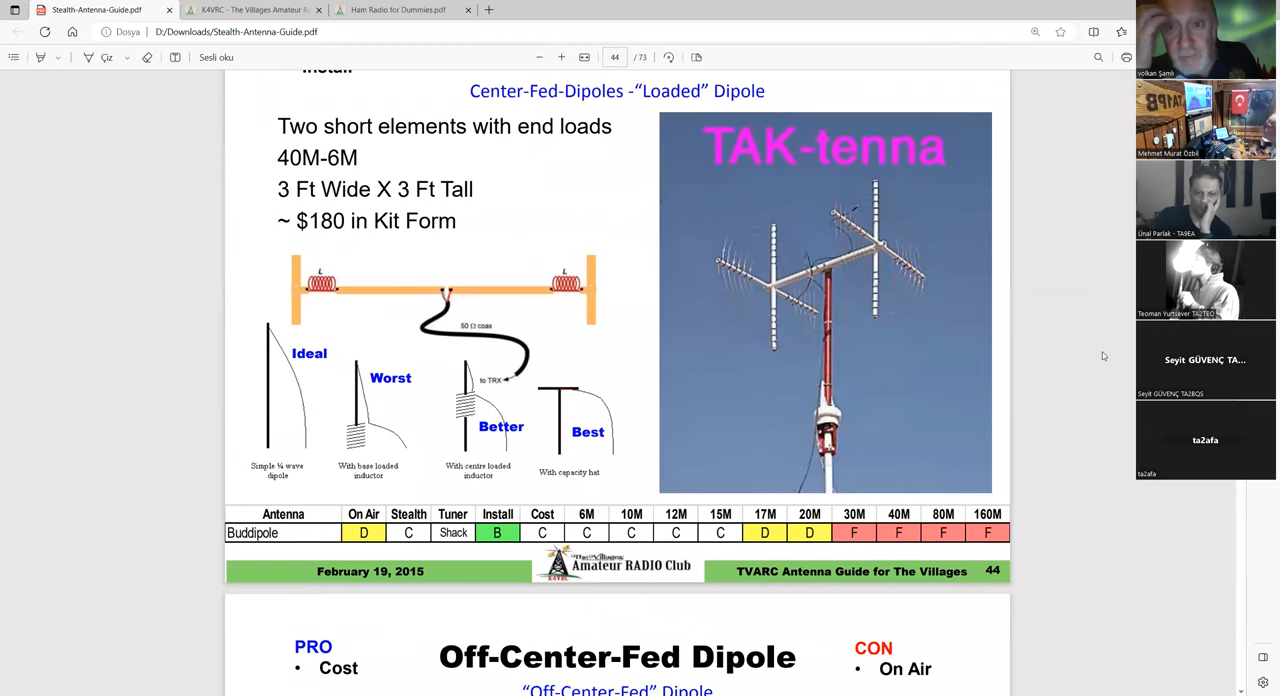 Stealth-Antenna-Guide.pdf
K4VRC - The Villages Amateur R
Ham Radio for Dummies.pdf
Dosya
D:/Downloads/Stealth-Antenna-Guide.pdf
Çiz
Sesli oku
44
/ 73
Center-Fed-Dipoles -“Loaded” Dipole
Two short elements with end loads
40M-6M
3 Ft Wide X 3 Ft Tall
~ $180 in Kit Form
TAK-tenna
L
L
50 Ω coax
to TRX
Ideal
Worst
Better
Best
Simple ¼ wave dipole
With base loaded inductor
With centre loaded inductor
With capacity hat
Antenna On Air Stealth Tuner Install Cost 6M 10M 12M 15M 17M 20M 30M 40M 80M 160M
Buddipole D C Shack B C C C C C D D F F F F
February 19, 2015
The Villages
Amateur RADIO Club
K4VRC
TVARC Antenna Guide for The Villages 44
PRO
• Cost
Off-Center-Fed Dipole
“Off-Center-Fed” Dipole
CON
• On Air
volkan Şamlı
TA1PB
Mehmet Murat Özbil
Ünal Parlak - TA9EA
Teoman Yurtsever TA2TEO
Seyit GÜVENÇ TA...
Seyit GÜVENÇ TA2BQS
ta2afa
ta2afa